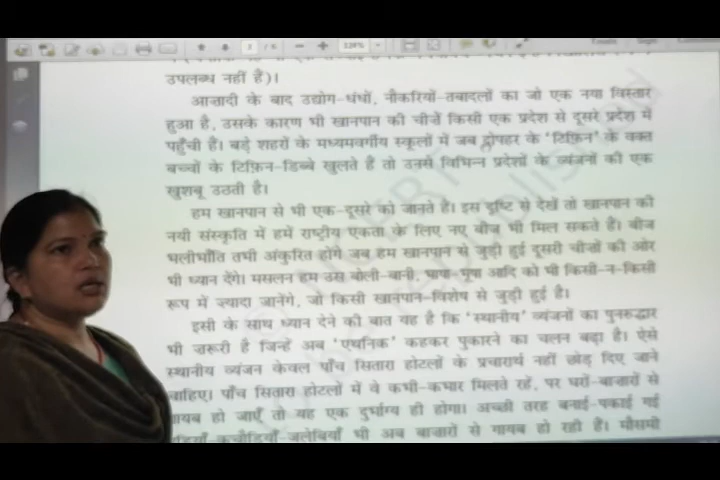 उपलब्ध नहीं हैं)।
आज़ादी के बाद उद्योग-धंधों, नौकरियों-तबादलों का जो एक नया विस्तार
हुआ है, उसके कारण भी खानपान की चीज़ें किसी एक प्रदेश से दूसरे प्रदेश में
पहुँची हैं। बड़े शहरों के मध्यमवर्गीय स्कूलों में जब दोपहर के 'टिफ़िन' के वक्त
बच्चों के टिफ़िन-डिब्बे खुलते हैं तो उनसे विभिन्न प्रदेशों के व्यंजनों की एक
खुशबू उठती है।
हम खानपान से भी एक-दूसरे को जानते हैं। इस दृष्टि से देखें तो खानपान की
नयी संस्कृति में हमें राष्ट्रीय एकता के लिए नए बीज भी मिल सकते हैं। बीज
भलीभाँति तभी अंकुरित होंगे जब हम खानपान से जुड़ी हुई दूसरी चीज़ों की ओर
भी ध्यान देंगे। मसलन हम उस बोली-बानी, भाषा-भूषा आदि को भी किसी-न-किसी
रूप में ज़्यादा जानेंगे, जो किसी खानपान-विशेष से जुड़ी हुई है।
इसी के साथ ध्यान देने की बात यह है कि 'स्थानीय' व्यंजनों का पुनरुद्धार
भी ज़रूरी है जिन्हें अब 'एथनिक' कहकर पुकारने का चलन बढ़ा है। ऐसे
स्थानीय व्यंजन केवल पाँच सितारा होटलों के प्रचारार्थ नहीं छोड़ दिए जाने
चाहिए। पाँच सितारा होटलों में वे कभी-कभार मिलते रहें, पर घरों-बाज़ारों से
गायब हो जाएँ तो यह एक दुर्भाग्य ही होगा। अच्छी तरह बनाई-पकाई गई
पूड़ियाँ-कचौड़ियाँ-जलेबियाँ भी अब बाज़ारों से गायब हो रही हैं। मौसमी